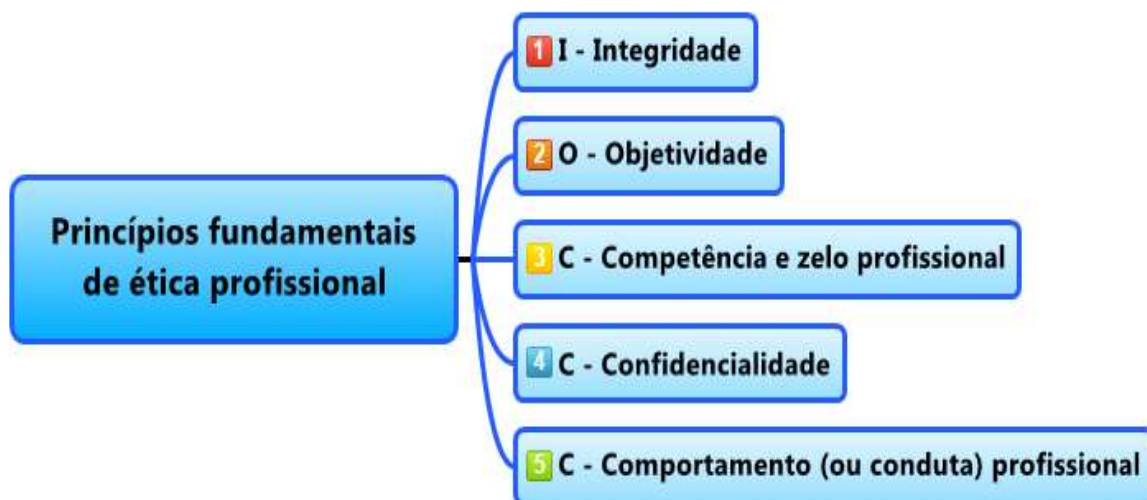 Princípios fundamentais
de ética profissional
1 I - Integridade
2 O - Objetividade
3 C - Competência e zelo profissional
4 C - Confidencialidade
5 C - Comportamento (ou conduta) profissional